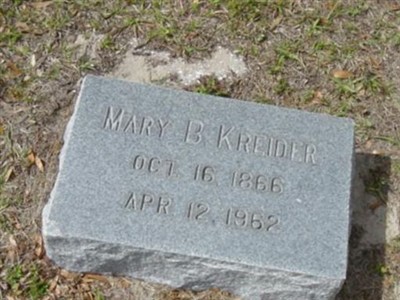 MARY B. KREIDER
OCT. 16. 1866
APR. 12. 1962